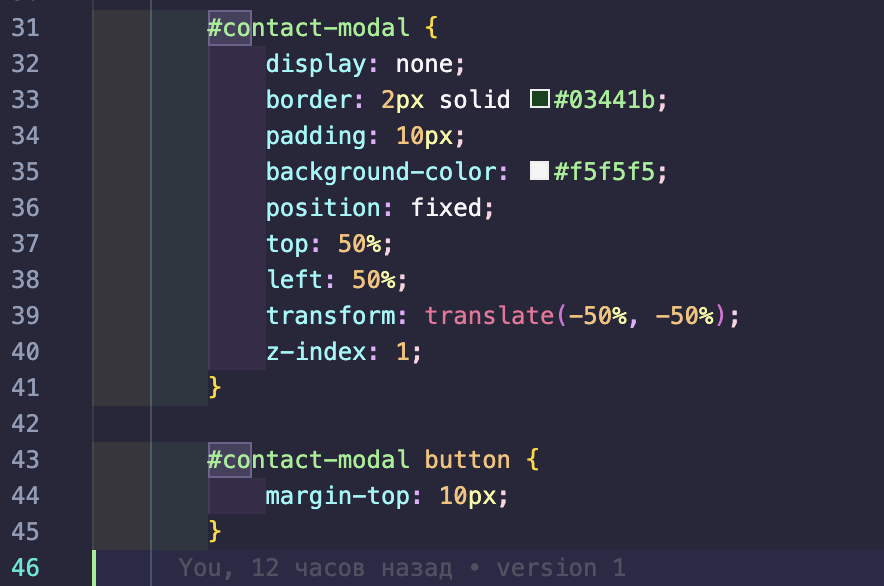 31 #contact-modal {
32 display: none;
33 border: 2px solid #03441b;
34 padding: 10px;
35 background-color: #f5f5f5;
36 position: fixed;
37 top: 50%;
38 left: 50%;
39 transform: translate(-50%, -50%);
40 z-index: 1;
41 }
42
43 #contact-modal button {
44 margin-top: 10px;
45 }
46 You, 12 часов назад • version 1